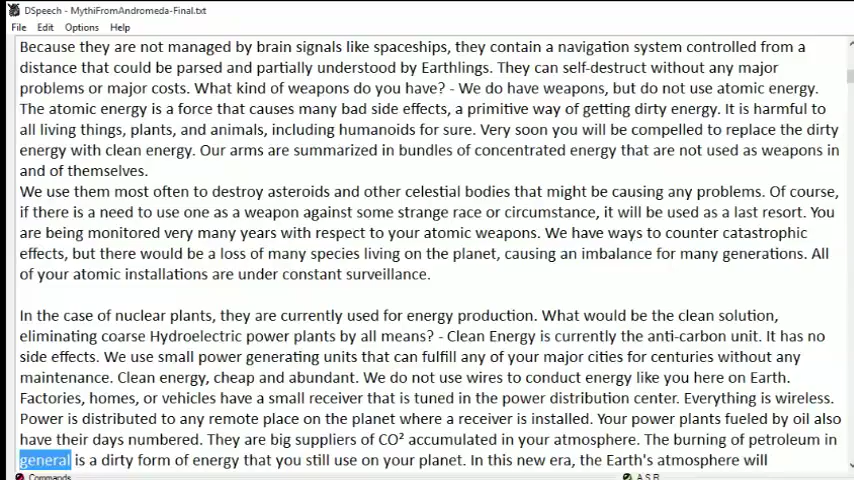 DSpeech - MythiFromAndromeda-Final.txt
File Edit Options Help
Because they are not managed by brain signals like spaceships, they contain a navigation system controlled from a
distance that could be parsed and partially understood by Earthlings. They can self-destruct without any major
problems or major costs. What kind of weapons do you have? - We do have weapons, but do not use atomic energy.
The atomic energy is a force that causes many bad side effects, a primitive way of getting dirty energy. It is harmful to
all living things, plants, and animals, including humanoids for sure. Very soon you will be compelled to replace the dirty
energy with clean energy. Our arms are summarized in bundles of concentrated energy that are not used as weapons in
and of themselves.
We use them most often to destroy asteroids and other celestial bodies that might be causing any problems. Of course,
if there is a need to use one as a weapon against some strange race or circumstance, it will be used as a last resort. You
are being monitored very many years with respect to your atomic weapons. We have ways to counter catastrophic
effects, but there would be a loss of many species living on the planet, causing an imbalance for many generations. All
of your atomic installations are under constant surveillance.
In the case of nuclear plants, they are currently used for energy production. What would be the clean solution,
eliminating coarse Hydroelectric power plants by all means? - Clean Energy is currently the anti-carbon unit. It has no
side effects. We use small power generating units that can fulfill any of your major cities for centuries without any
maintenance. Clean energy, cheap and abundant. We do not use wires to conduct energy like you here on Earth.
Factories, homes, or vehicles have a small receiver that is tuned in the power distribution center. Everything is wireless.
Power is distributed to any remote place on the planet where a receiver is installed. Your power plants fueled by oil also
have their days numbered. They are big suppliers of CO² accumulated in your atmosphere. The burning of petroleum in
general is a dirty form of energy that you still use on your planet. In this new era, the Earth's atmosphere will
Commands A.S.R.